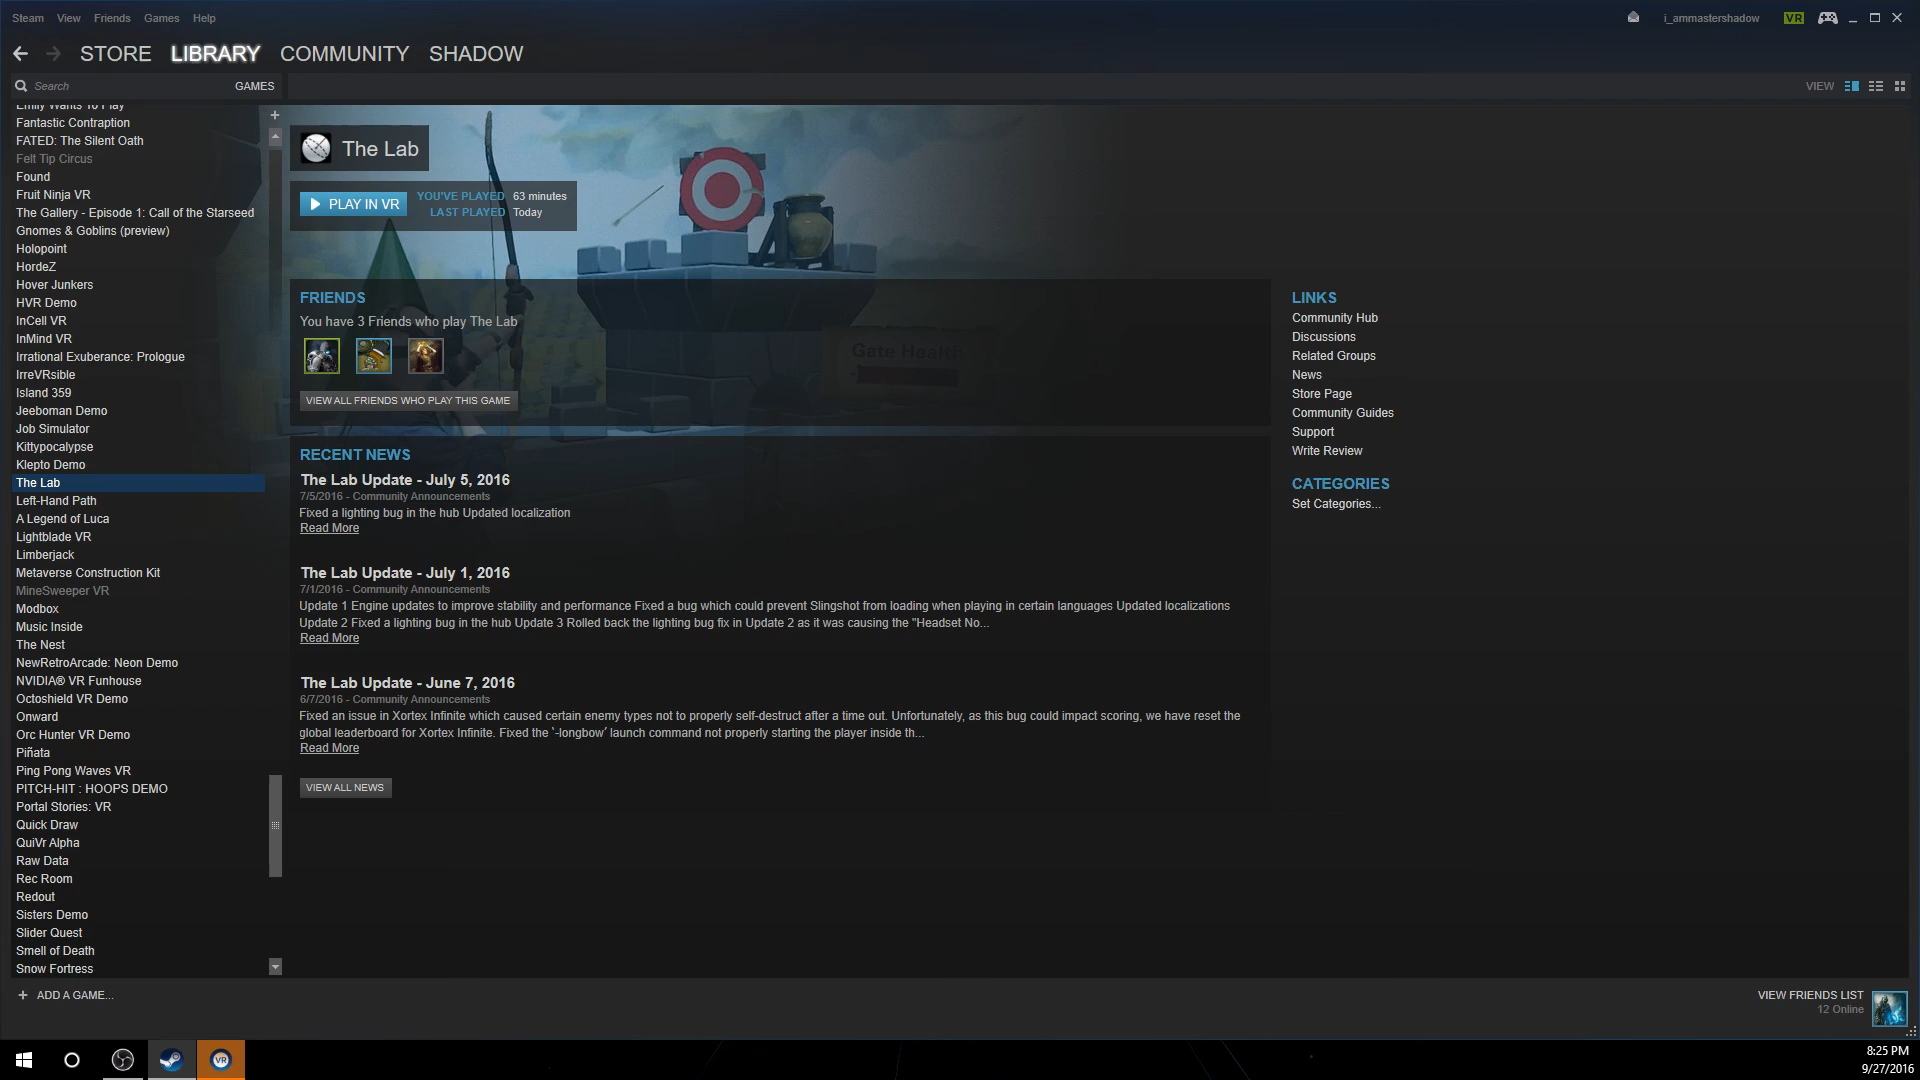 Steam View Friends Games Help
i_ammastershadow VR
STORE LIBRARY COMMUNITY SHADOW
Search GAMES
VIEW
Emily Wants To Play
Fantastic Contraption
FATED: The Silent Oath
Felt Tip Circus
Found
Fruit Ninja VR
The Gallery - Episode 1: Call of the Starseed
Gnomes & Goblins (preview)
Holopoint
HordeZ
Hover Junkers
HVR Demo
InCell VR
InMind VR
Irrational Exuberance: Prologue
IrreVRsible
Island 359
Jeeboman Demo
Job Simulator
Kittypocalypse
Klepto Demo
The Lab
Left-Hand Path
A Legend of Luca
Lightblade VR
Limberjack
Metaverse Construction Kit
MineSweeper VR
Modbox
Music Inside
The Nest
NewRetroArcade: Neon Demo
NVIDIA® VR Funhouse
Octoshield VR Demo
Onward
Orc Hunter VR Demo
Piñata
Ping Pong Waves VR
PITCH-HIT : HOOPS DEMO
Portal Stories: VR
Quick Draw
QuiVr Alpha
Raw Data
Rec Room
Redout
Sisters Demo
Slider Quest
Smell of Death
Snow Fortress
+ ADD A GAME...
The Lab
PLAY IN VR
YOU'VE PLAYED 63 minutes
LAST PLAYED Today
FRIENDS
You have 3 Friends who play The Lab
Gate Health
VIEW ALL FRIENDS WHO PLAY THIS GAME
RECENT NEWS
The Lab Update - July 5, 2016
7/5/2016 - Community Announcements
Fixed a lighting bug in the hub Updated localization
Read More
The Lab Update - July 1, 2016
7/1/2016 - Community Announcements
Update 1 Engine updates to improve stability and performance Fixed a bug which could prevent Slingshot from loading when playing in certain languages Updated localizations
Update 2 Fixed a lighting bug in the hub Update 3 Rolled back the lighting bug fix in Update 2 as it was causing the "Headset No...
Read More
The Lab Update - June 7, 2016
6/7/2016 - Community Announcements
Fixed an issue in Xortex Infinite which caused certain enemy types not to properly self-destruct after a time out. Unfortunately, as this bug could impact scoring, we have reset the
global leaderboard for Xortex Infinite. Fixed the '-longbow' launch command not properly starting the player inside th...
Read More
VIEW ALL NEWS
LINKS
Community Hub
Discussions
Related Groups
News
Store Page
Community Guides
Support
Write Review
CATEGORIES
Set Categories...
VIEW FRIENDS LIST
12 Online
VR
8:25 PM
9/27/2016